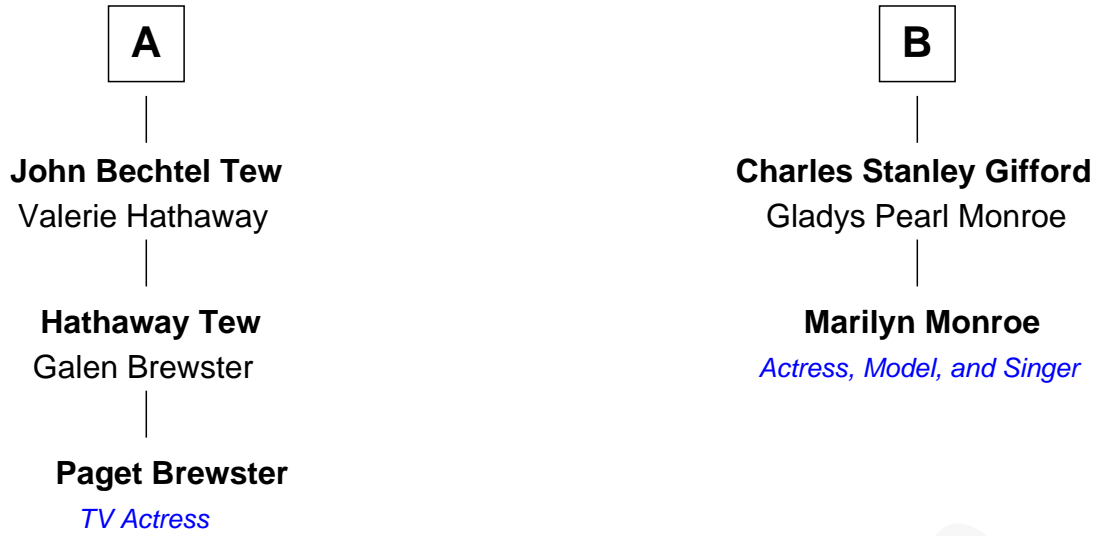 A
John Bechtel Tew
Valerie Hathaway
Hathaway Tew
Galen Brewster
Paget Brewster
TV Actress
B
Charles Stanley Gifford
Gladys Pearl Monroe
Marilyn Monroe
Actress, Model, and Singer